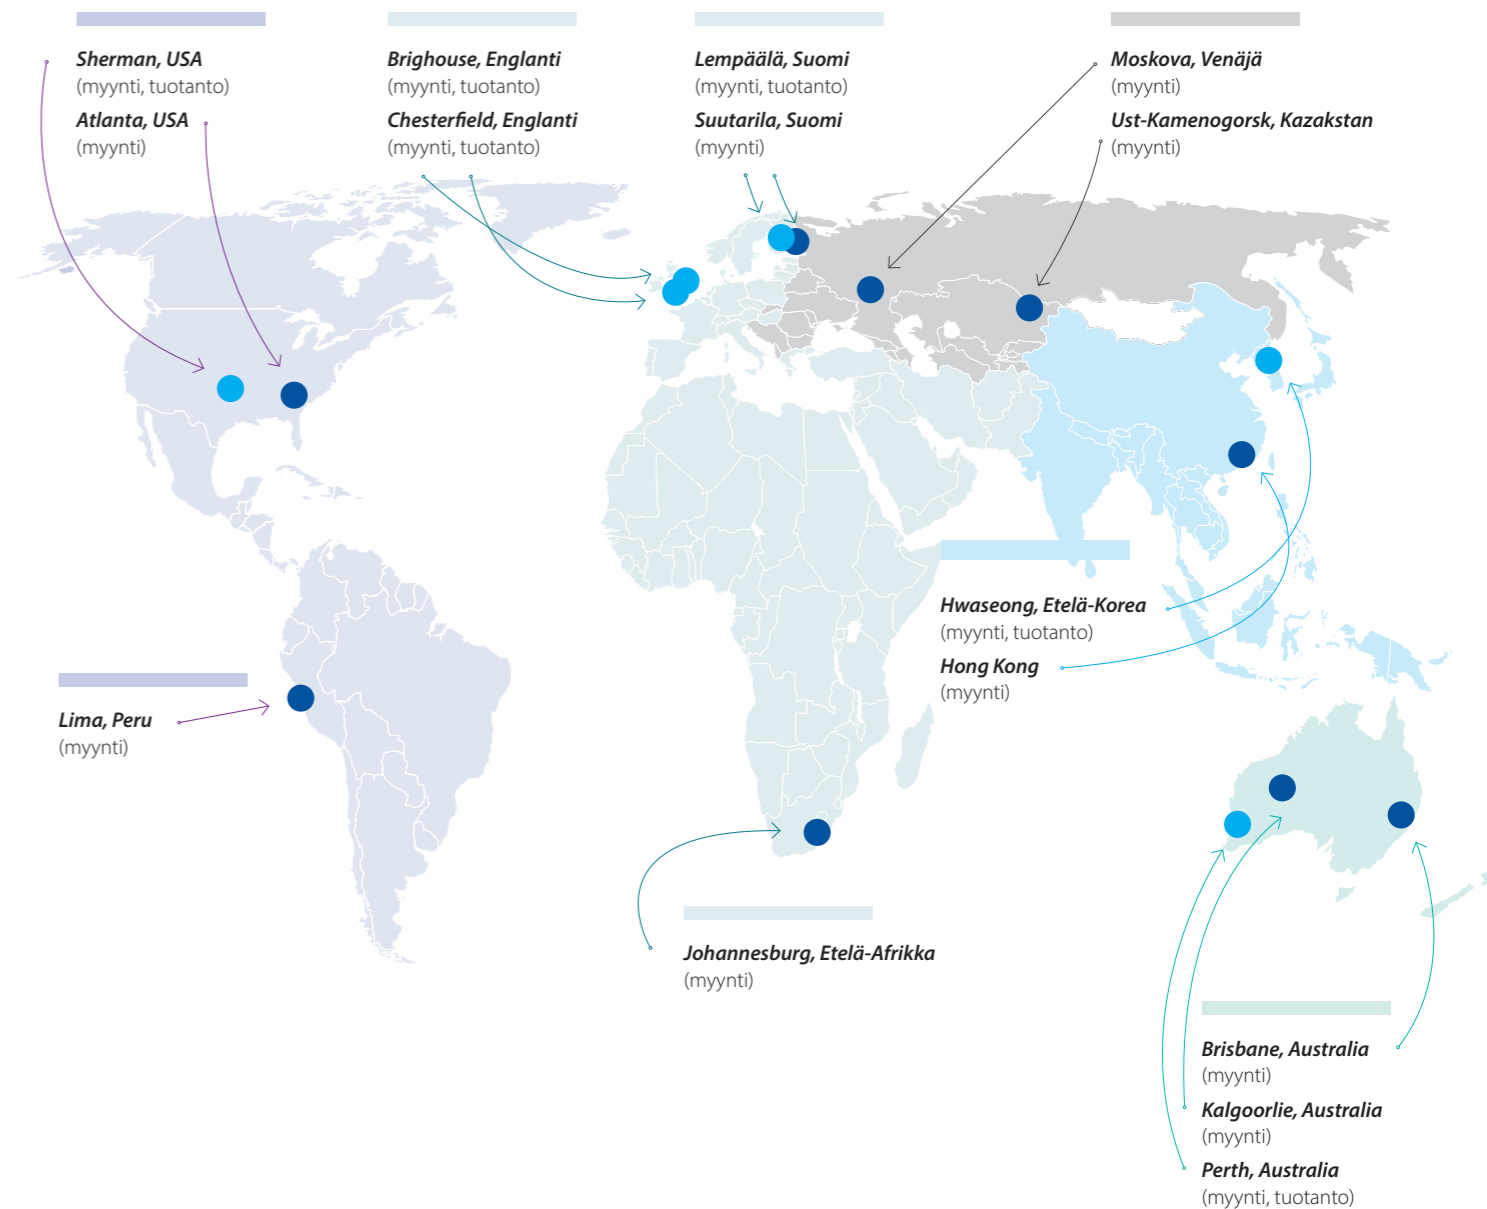 Sherman, USA
(myynti, tuotanto)
Atlanta, USA
(myynti)
Brighouse, Englanti
(myynti, tuotanto)
Chesterfield, Englanti
(myynti, tuotanto)
Lempäälä, Suomi
(myynti, tuotanto)
Suutarila, Suomi
(myynti)
Moskova, Venäjä
(myynti)
Ust-Kamenogorsk, Kazakstan
(myynti)
Hwaseong, Etelä-Korea
(myynti, tuotanto)
Hong Kong
(myynti)
Lima, Peru
(myynti)
Johannesburg, Etelä-Afrikka
(myynti)
Brisbane, Australia
(myynti)
Kalgoorlie, Australia
(myynti)
Perth, Australia
(myynti, tuotanto)